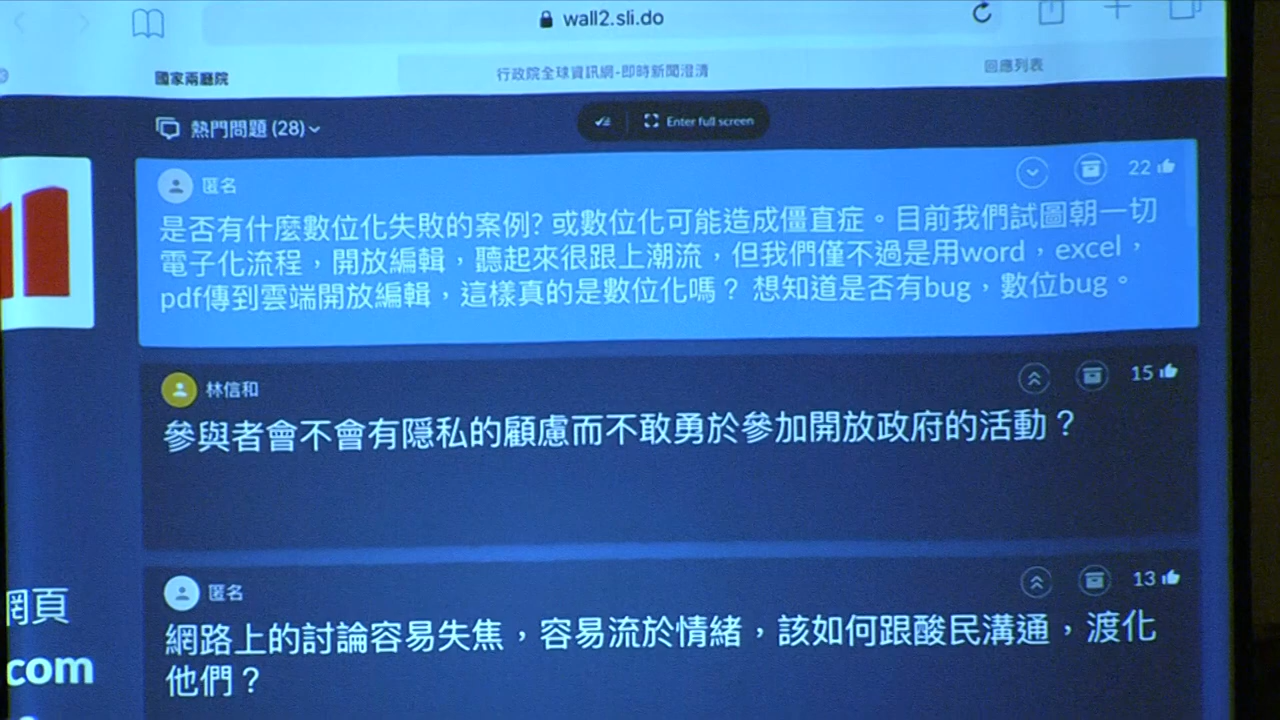 wall2.sli.do
國家兩廳院
行政院全球資訊網-即時新聞澄清
回應列表
熱門問題 (28)
Enter full screen
匿名
22
是否有什麼數位化失敗的案例? 或數位化可能造成僵直症。目前我們試圖朝一切
電子化流程，開放編輯，聽起來很跟上潮流，但我們僅不過是用word，excel，
pdf傳到雲端開放編輯，這樣真的是數位化嗎？ 想知道是否有bug，數位bug。
林信和
15
參與者會不會有隱私的顧慮而不敢勇於參加開放政府的活動？
匿名
13
網路上的討論容易失焦，容易流於情緒，該如何跟酸民溝通，渡化
他們？
網頁
com